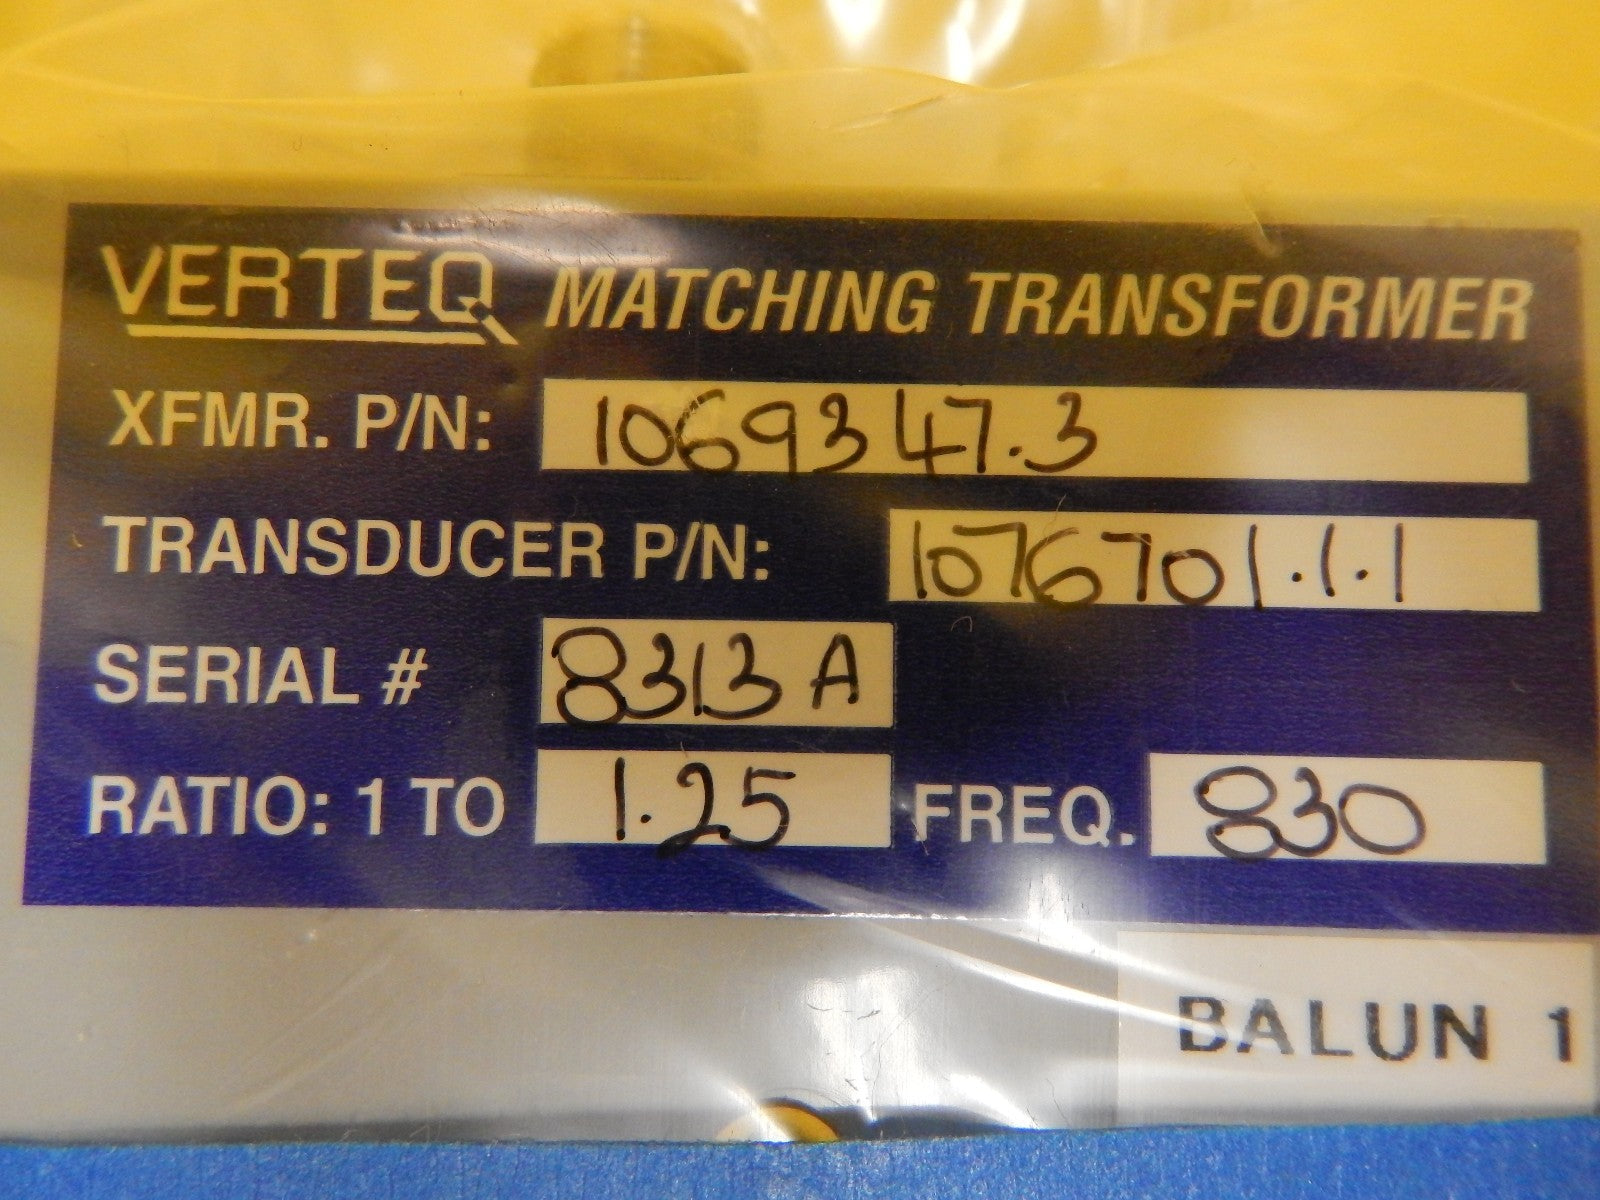 VERTEQ MATCHING TRANSFORMER
XFMR. P/N: 1069347.3
TRANSDUCER P/N: 1076701.1.1
SERIAL # 8313 A
RATIO: 1 TO 1.25 FREQ. 830
BALUN 1